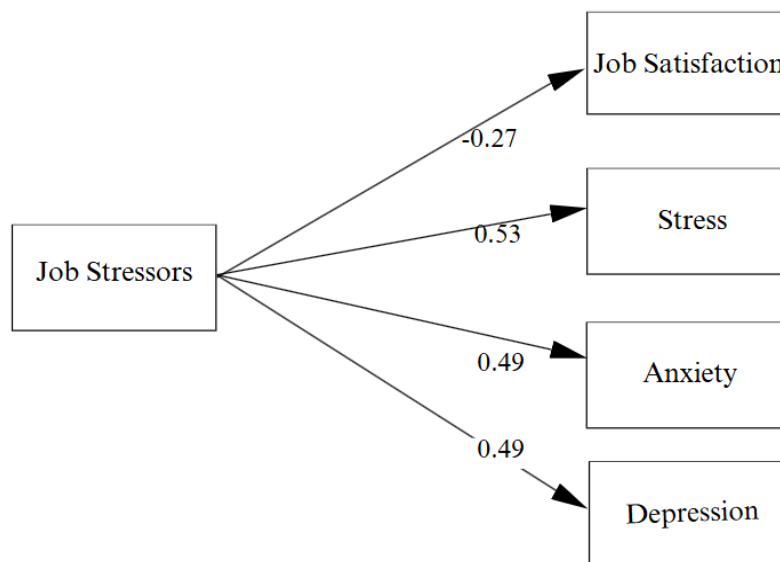 Job Satisfaction
-0.27
Stress
0.53
Job Stressors
Anxiety
0.49
0.49
Depression